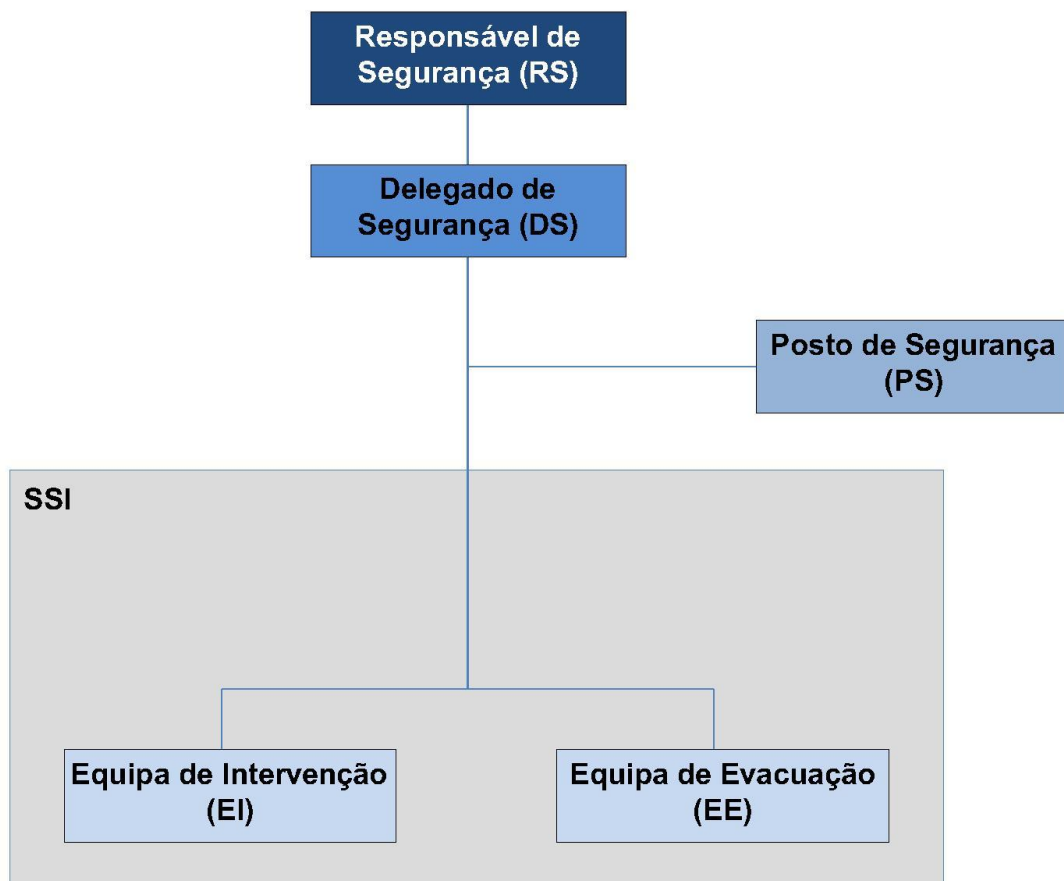 Responsável de
Segurança (RS)
Delegado de
Segurança (DS)
Posto de Segurança
(PS)
SSI
Equipa de Intervenção
(EI)
Equipa de Evacuação
(EE)